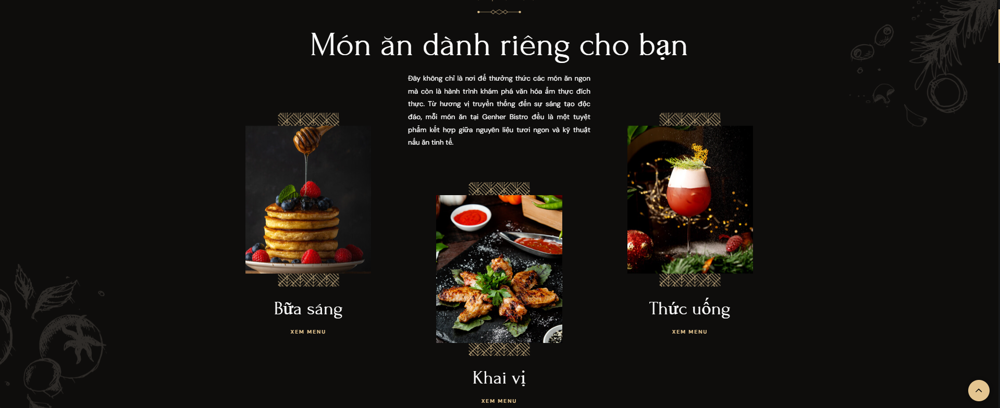 Món ăn dành riêng cho bạn
Đây không chỉ là nơi để thưởng thức các món ăn ngon
mà còn là hành trình khám phá văn hóa ẩm thực đích
thực. Từ hương vị truyền thống đến sự sáng tạo độc
đáo, mỗi món ăn tại Genher Bistro đều là một tuyệt
phẩm kết hợp giữa nguyên liệu tươi ngon và kỹ thuật
nấu ăn tinh tế.
Bữa sáng
XEM MENU
Khai vị
XEM MENU
Thức uống
XEM MENU